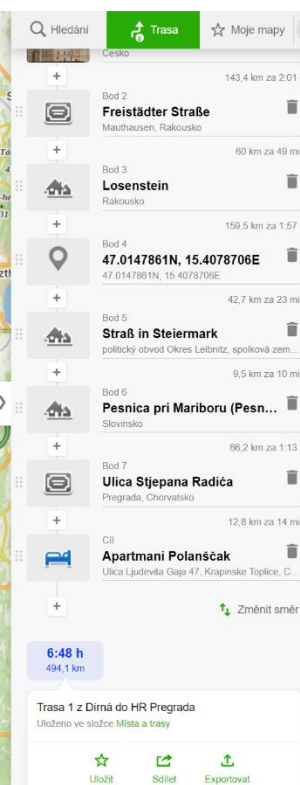 Hledání
Trasa
Moje mapy
Česko
143,4 km za 2:01
Bod 2
Freistädter Straße
Mauthausen, Rakousko
60 km za 49 mi
Bod 3
Losenstein
Rakousko
159,5 km za 1:57
Bod 4
47.0147861N, 15.4078706E
47.0147861N, 15.4078706E
42,7 km za 23 mi
Bod 5
Straß in Steiermark
politický obvod Okres Leibnitz, spolková zem...
9,5 km za 10 mi
Bod 6
Pesnica pri Mariboru (Pesn...
Slovinsko
66,2 km za 1:13
Bod 7
Ulica Stjepana Radića
Pregrada, Chorvatsko
12,8 km za 14 mi
Cíl
Apartmani Polanščak
Ulica Ljudevita Gaja 47, Krapinske Toplice, C...
Změnit směr
6:48 h
494,1 km
Trasa 1 z Dírná do HR Pregrada
Uloženo ve složce Místa a trasy
Uložit
Sdílet
Exportovat